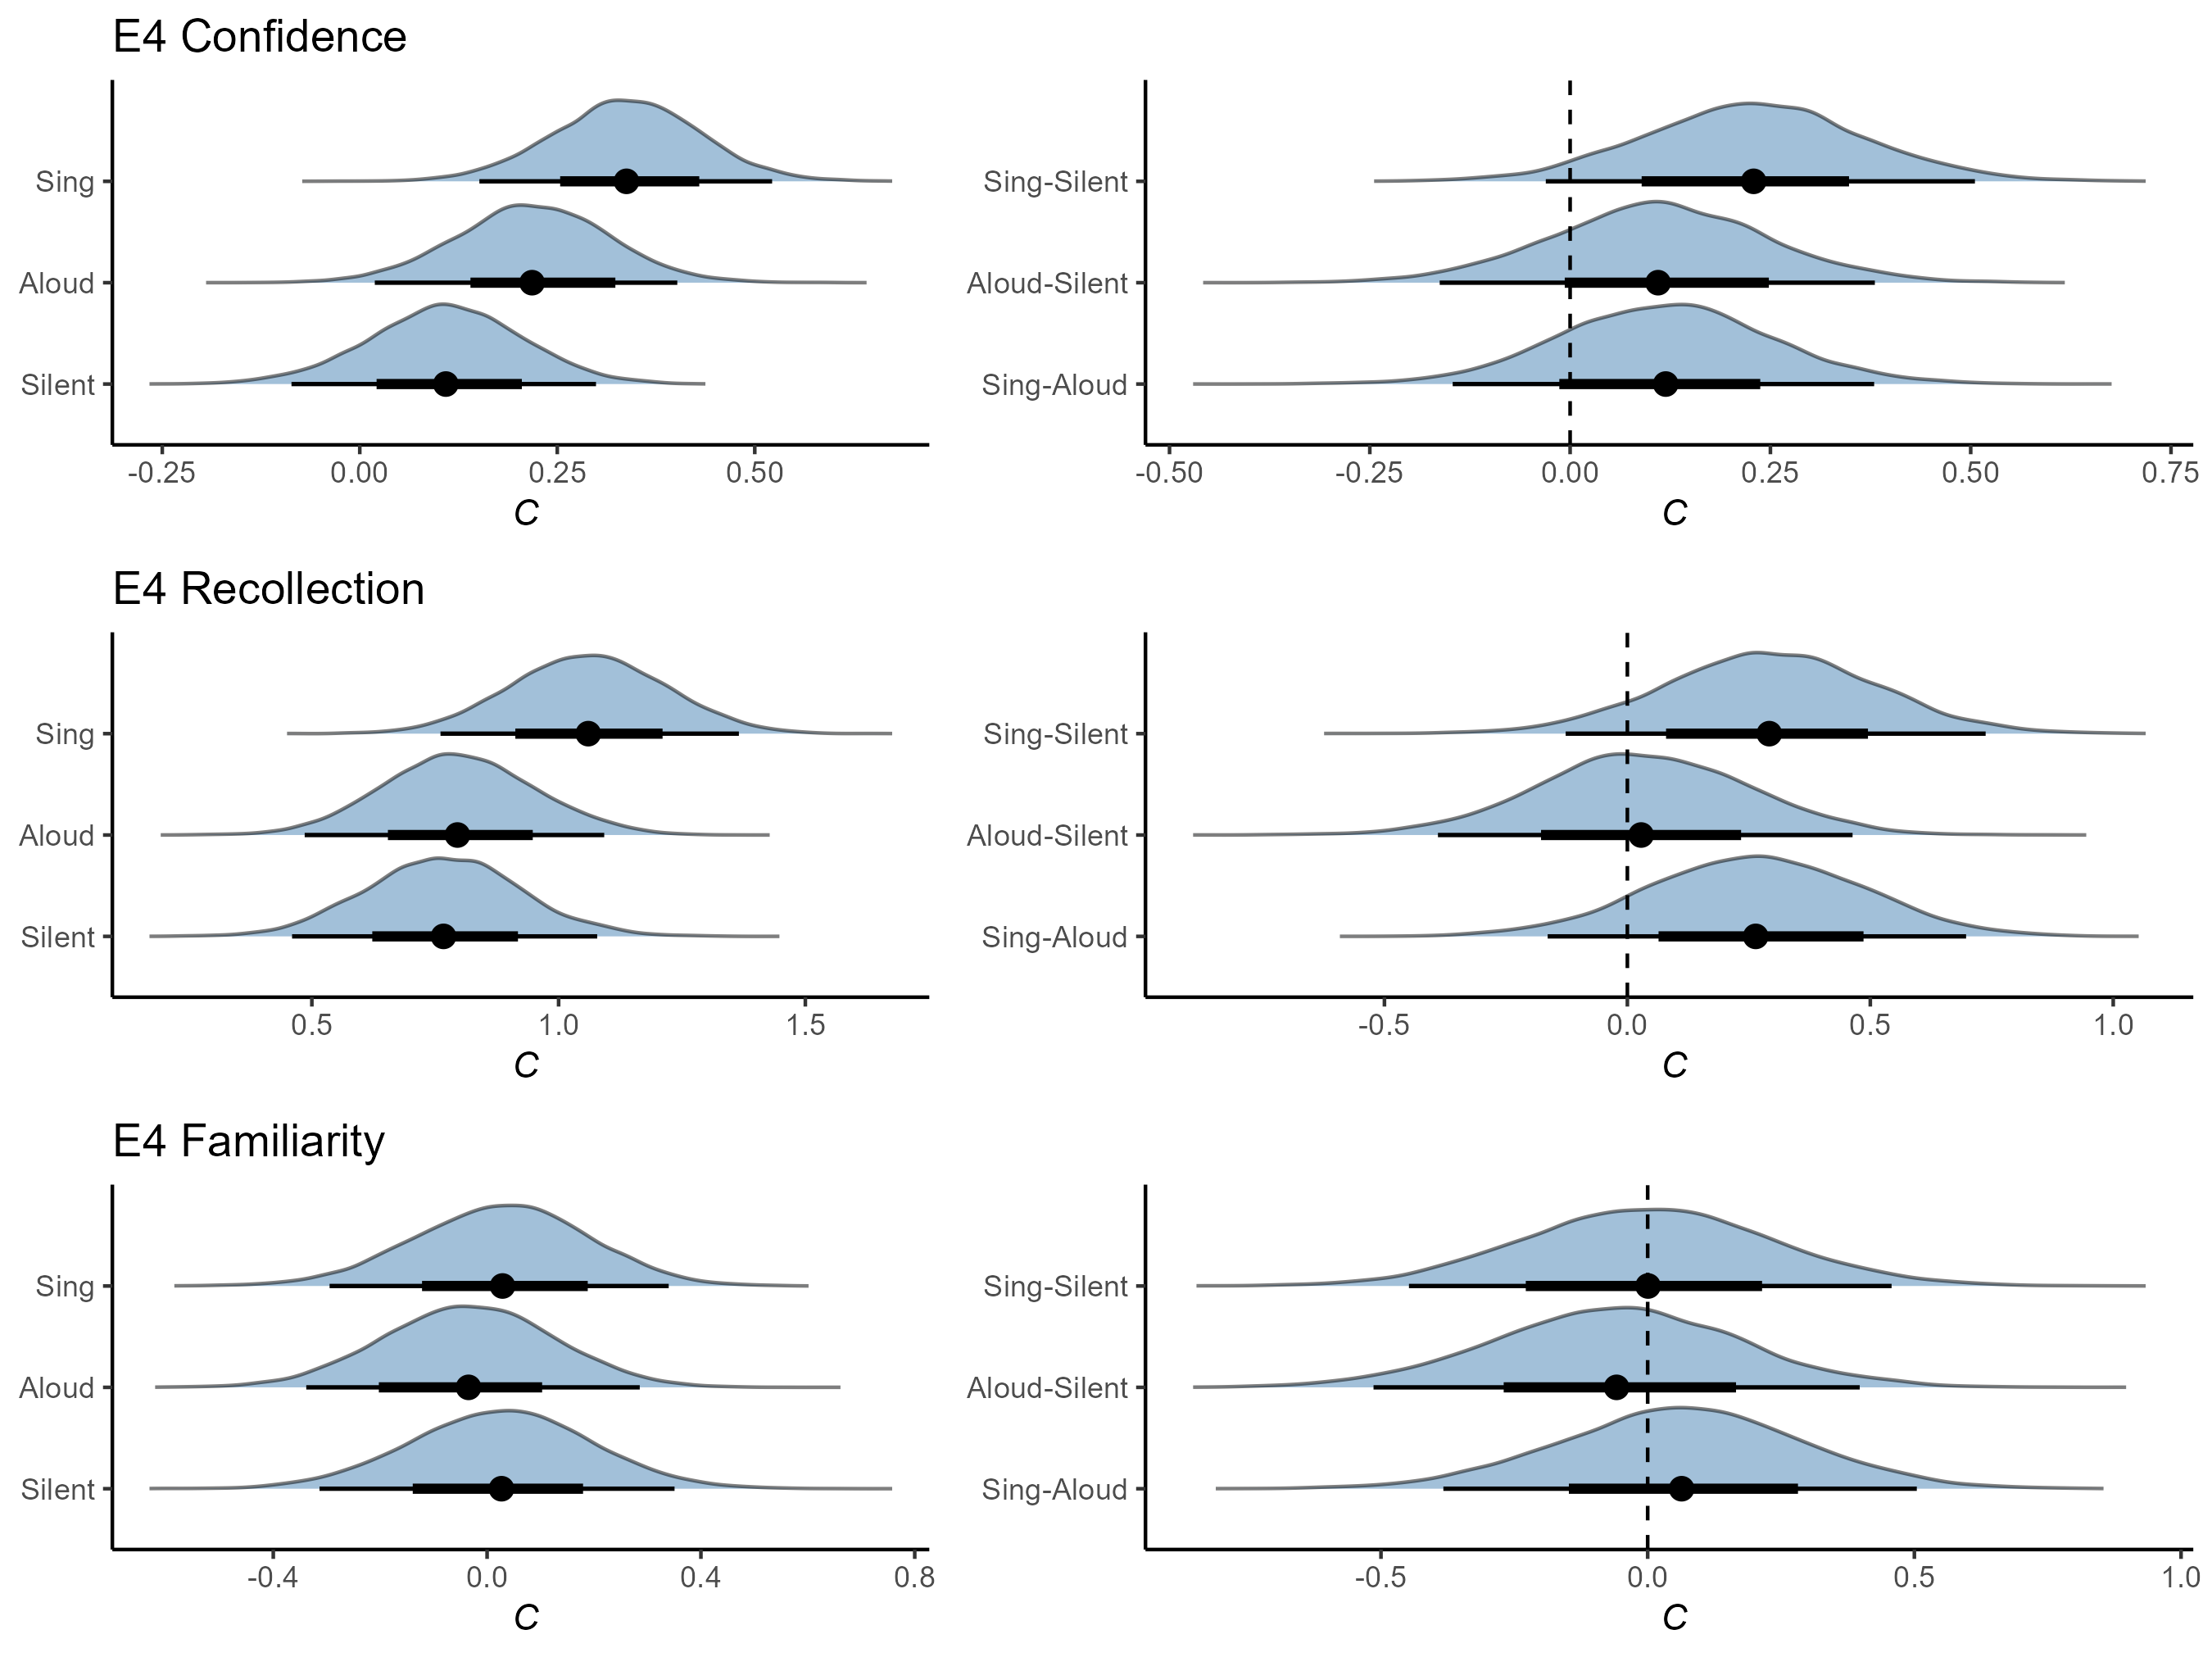 E4 Confidence
Sing
Aloud
Silent
-0.25 0.00 0.25 0.50
C
Sing-Silent
Aloud-Silent
Sing-Aloud
-0.50 -0.25 0.00 0.25 0.50 0.75
C
E4 Recollection
Sing
Aloud
Silent
0.5 1.0 1.5
C
Sing-Silent
Aloud-Silent
Sing-Aloud
-0.5 0.0 0.5 1.0
C
E4 Familiarity
Sing
Aloud
Silent
-0.4 0.0 0.4 0.8
C
Sing-Silent
Aloud-Silent
Sing-Aloud
-0.5 0.0 0.5 1.0
C